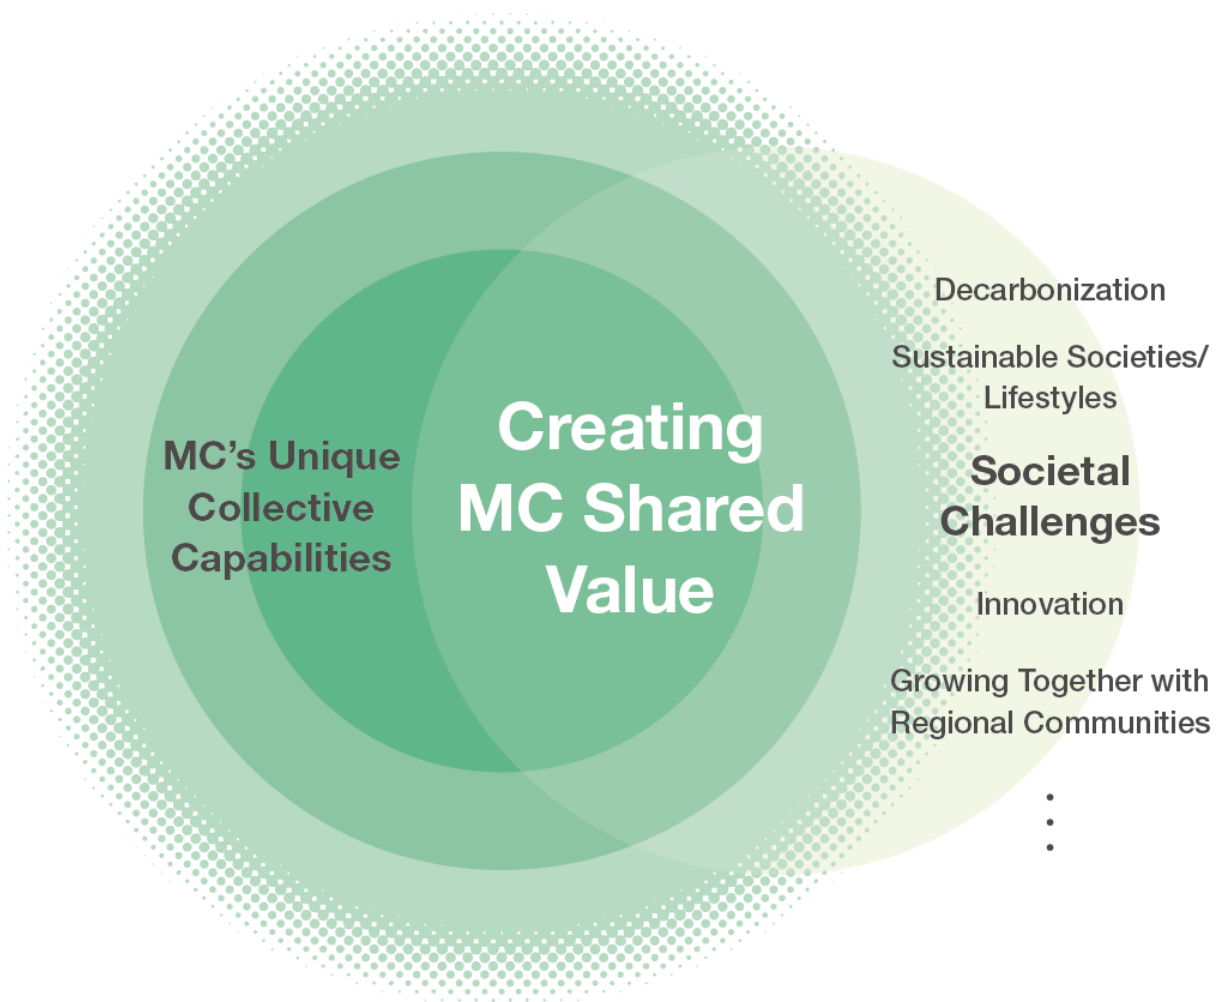 MC’s Unique
Collective
Capabilities
Creating
MC Shared
Value
Decarbonization
Sustainable Societies/
Lifestyles
Societal
Challenges
Innovation
Growing Together with
Regional Communities